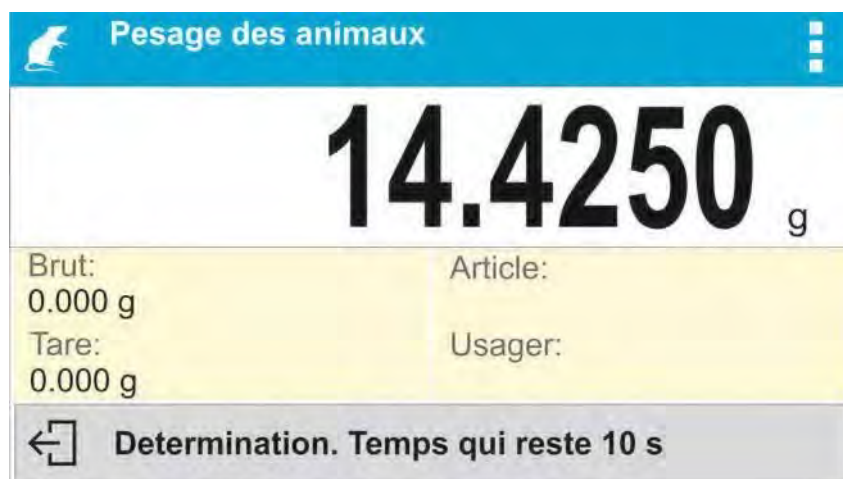 Pesage des animaux
14.4250 g
Brut:
0.000 g
Tare:
0.000 g
Article:
Usager:
Determination. Temps qui reste 10 s